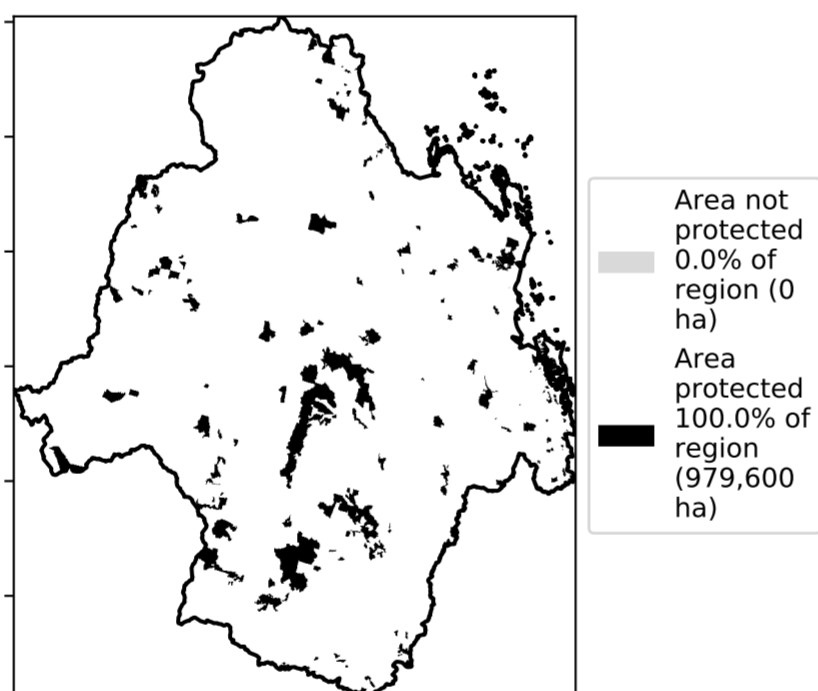 Area not
protected
0.0% of
region (0
ha)
Area
protected
100.0% of
region
(979,600
ha)